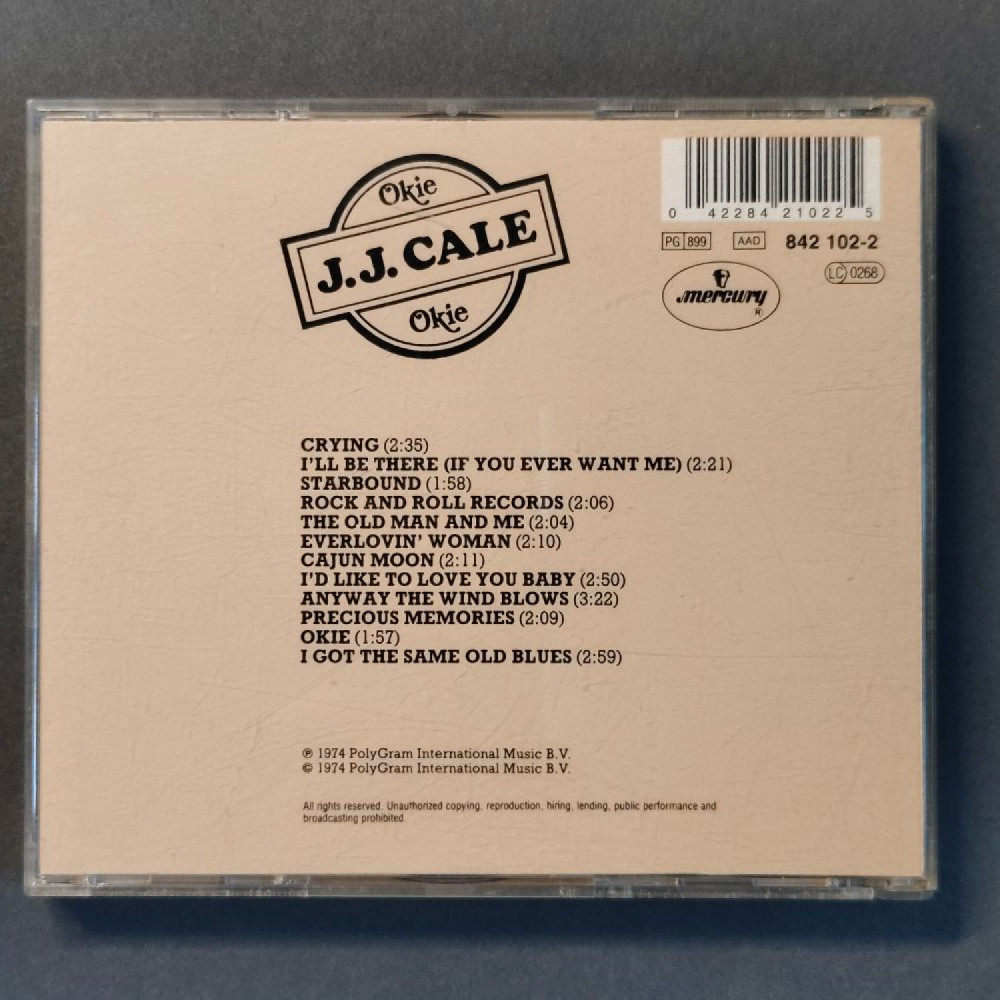 Okie
J.J. CALE
Okie
0 42284 21022 5
PG 899 AAD 842 102-2
mercury ®
LC 0268
CRYING (2:35)
I'LL BE THERE (IF YOU EVER WANT ME) (2:21)
STARBOUND (1:58)
ROCK AND ROLL RECORDS (2:06)
THE OLD MAN AND ME (2:04)
EVERLOVIN' WOMAN (2:10)
CAJUN MOON (2:11)
I'D LIKE TO LOVE YOU BABY (2:50)
ANYWAY THE WIND BLOWS (3:22)
PRECIOUS MEMORIES (2:09)
OKIE (1:57)
I GOT THE SAME OLD BLUES (2:59)
℗ 1974 PolyGram International Music B.V.
© 1974 PolyGram International Music B.V.
All rights reserved. Unauthorized copying, reproduction, hiring, lending, public performance and
broadcasting prohibited.